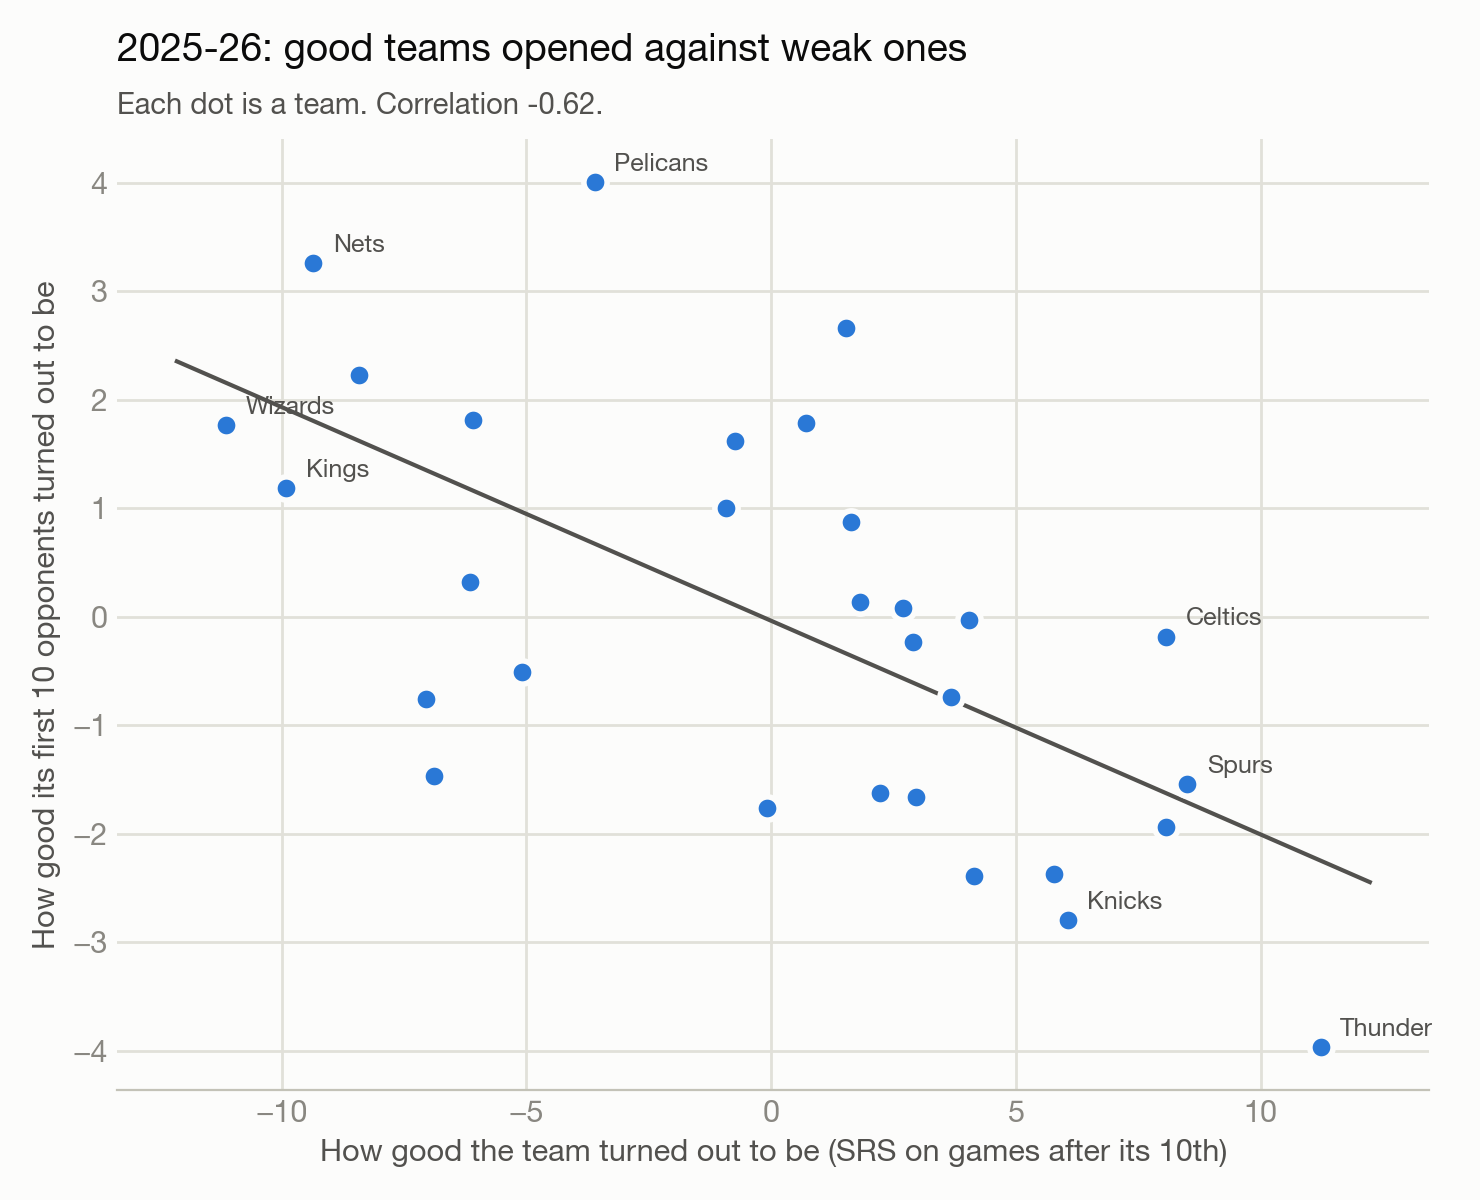 2025-26: good teams opened against weak ones
Each dot is a team. Correlation -0.62.
How good its first 10 opponents turned out to be
4
3
2
1
0
−1
−2
−3
−4
Pelicans
Nets
Wizards
Kings
Celtics
Spurs
Knicks
Thunder
−10
−5
0
5
10
How good the team turned out to be (SRS on games after its 10th)